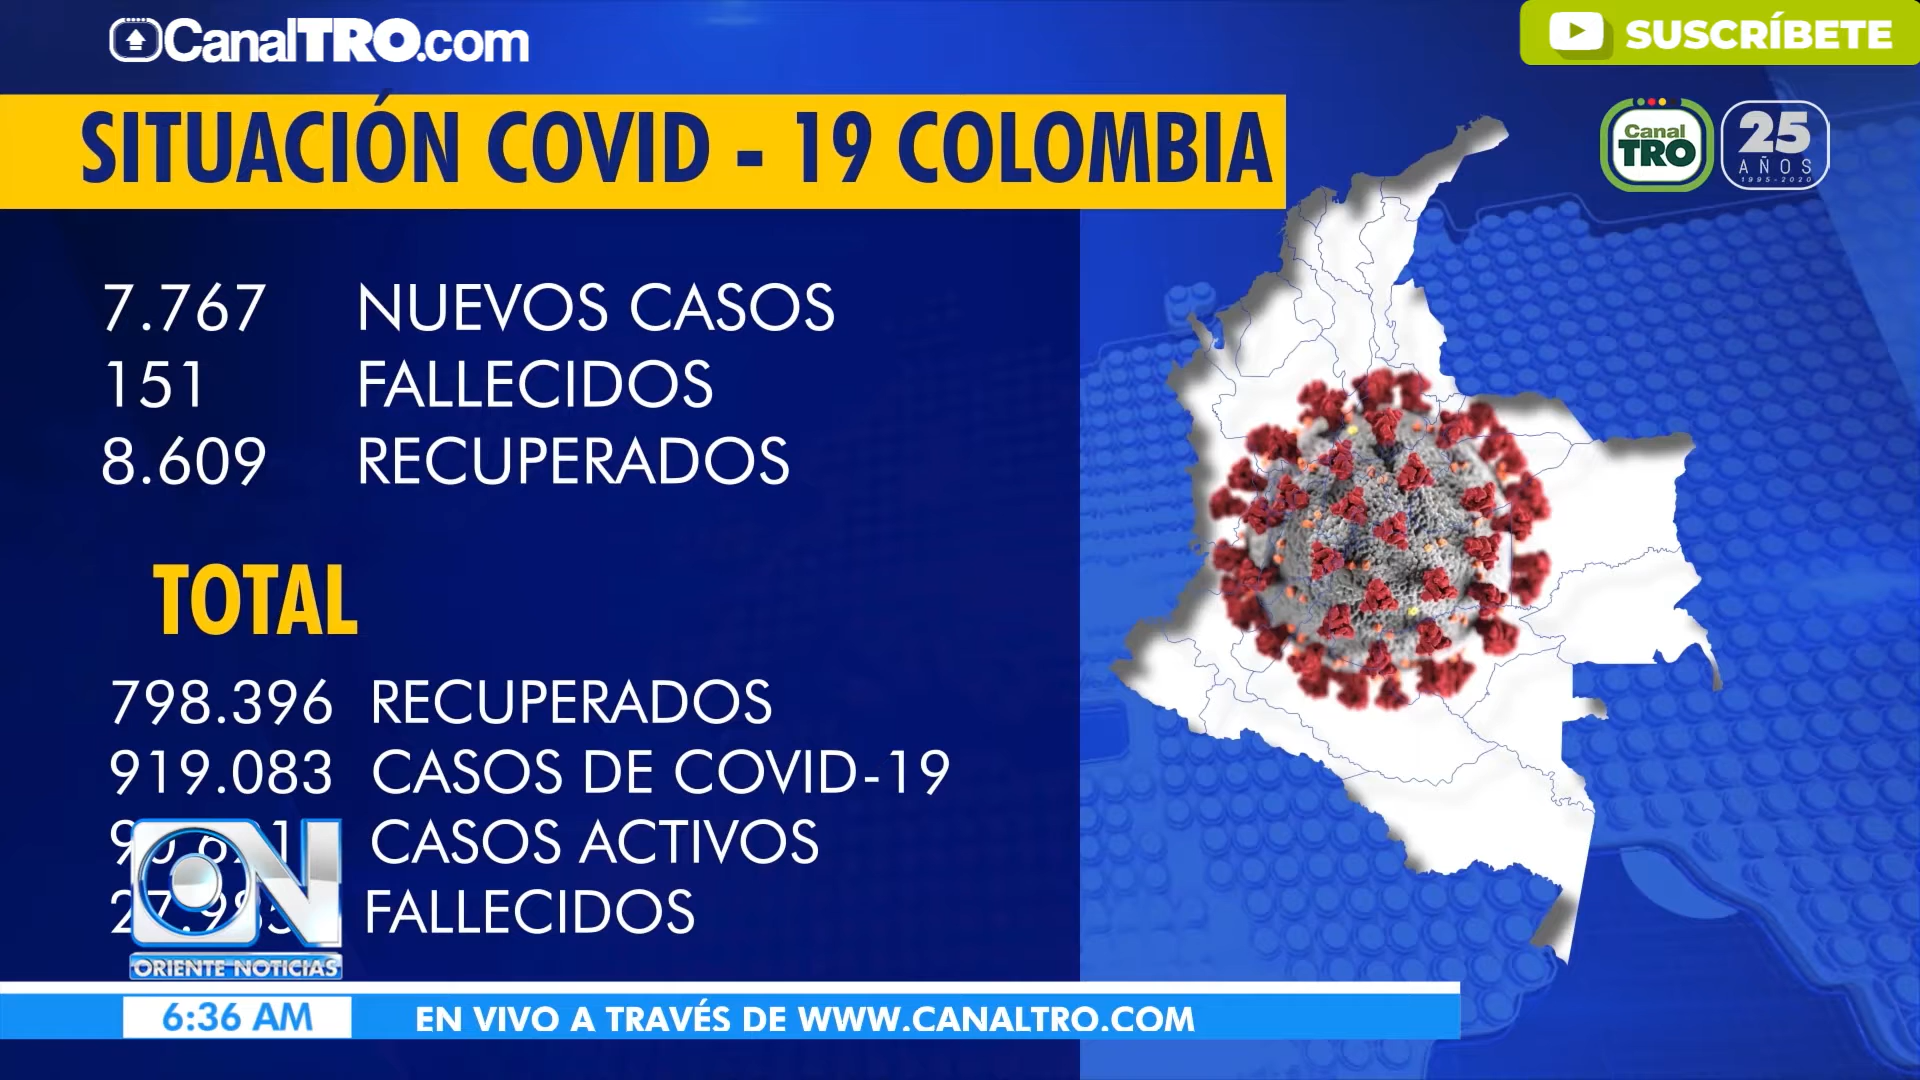 CanalTRO.com
SUSCRÍBETE
SITUACIÓN COVID - 19 COLOMBIA
Canal
TRO
25
AÑOS
1995-2020
7.767 NUEVOS CASOS
151 FALLECIDOS
8.609 RECUPERADOS
TOTAL
798.396 RECUPERADOS
919.083 CASOS DE COVID-19
CASOS ACTIVOS
FALLECIDOS
ON
ORIENTE NOTICIAS
6:36 AM EN VIVO A TRAVÉS DE WWW.CANALTRO.COM